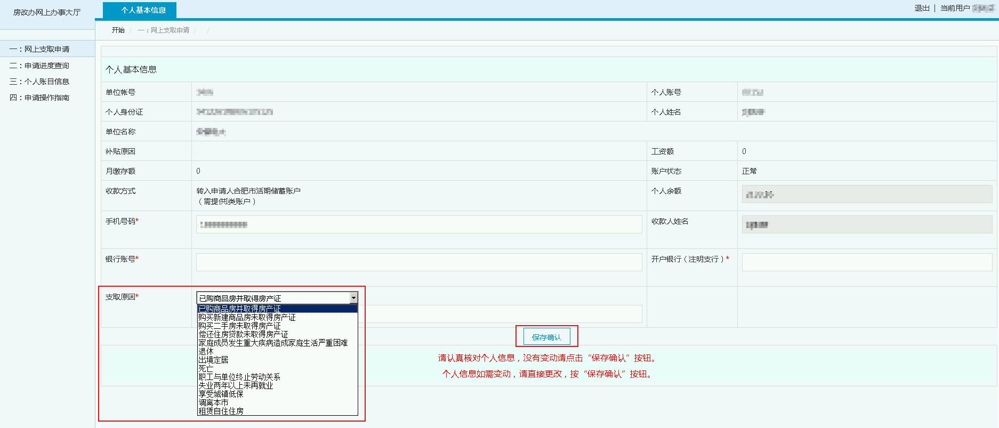 房改办网上办事大厅
个人基本信息
退出 | 当前用户
开始 / 一：网上支取申请 / /
一：网上支取申请
二：申请进度查询
三：个人账目信息
四：申请操作指南
个人基本信息
单位帐号
个人账号
个人身份证
个人姓名
单位名称
补贴原因
工资额 0
月缴存额 0
账户状态 正常
收款方式 转入申请人合肥市活期储蓄账户
（需提供I类账户）
个人余额
手机号码*
收款人姓名
银行账号*
开户银行（注明支行）*
支取原因* 已购商品房并取得房产证
已购商品房并取得房产证
购买新建商品房未取得房产证
购买二手房未取得房产证
偿还住房贷款未取得房产证
家庭成员发生重大疾病造成家庭生活严重困难
退休
出境定居
死亡
职工与单位终止劳动关系
失业两年以上未再就业
享受城镇低保
调离本市
租赁自住住房
保存确认
请认真核对个人信息，没有变动请点击“保存确认”按钮。
个人信息如需变动，请直接更改，按“保存确认”按钮。